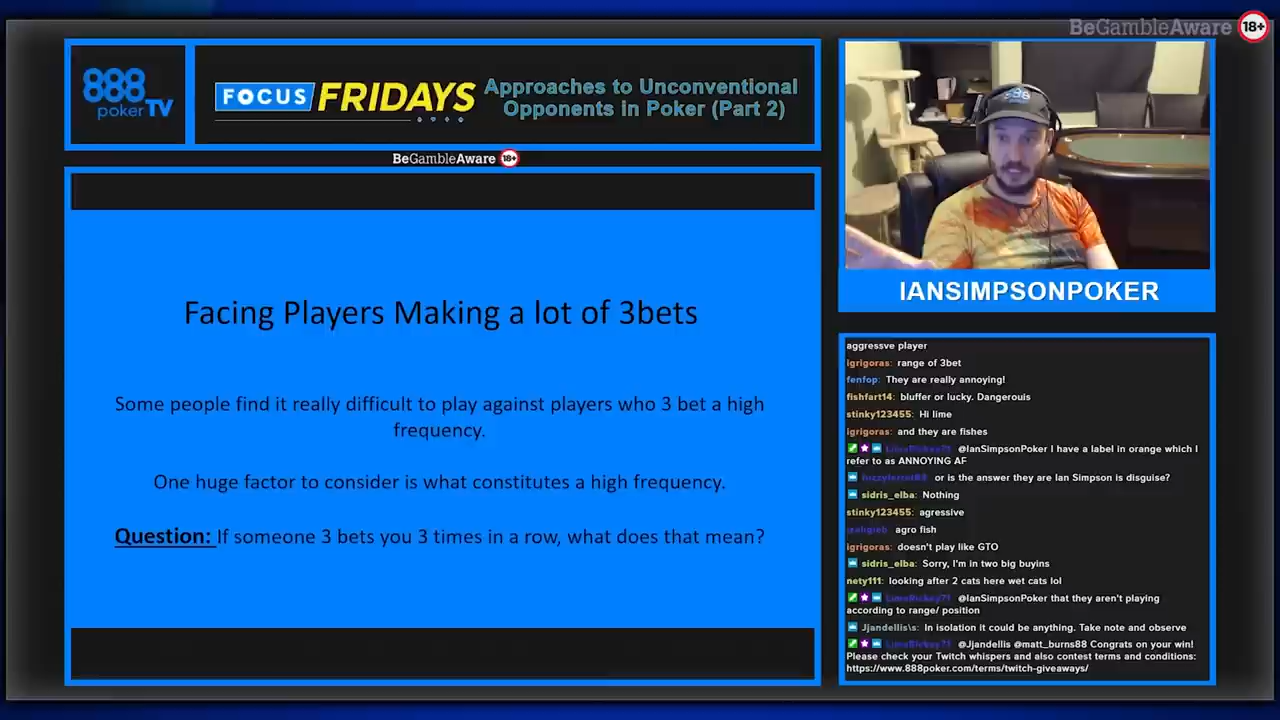 BeGambleAware 18+
888
poker TV
FOCUS FRIDAYS
Approaches to Unconventional
Opponents in Poker (Part 2)
BeGambleAware 18+
Facing Players Making a lot of 3bets
Some people find it really difficult to play against players who 3 bet a high
frequency.
One huge factor to consider is what constitutes a high frequency.
Question: If someone 3 bets you 3 times in a row, what does that mean?
IANSIMPSONPOKER
aggressve player
igrigoras: range of 3bet
fenfop: They are really annoying!
fishfart14: bluffer or lucky. Dangerous
stinky123455: Hi lime
igrigoras: and they are fishes
LimeRickey71 @IanSimpsonPoker I have a label in orange which I
refer to as ANNOYING AF
or is the answer they are Ian Simpson is disguise?
sidris_elba: Nothing
stinky123455: agressive
agro fish
igrigoras: doesn't play like GTO
sidris_elba: Sorry, I'm in two big buyins
nety111: looking after 2 cats here wet cats lol
LimeRickey71 @IanSimpsonPoker that they aren't playing
according to range/ position
Jjandellis\s: In isolation it could be anything. Take note and observe
LimeRickey71 @Jjandellis @matt_burns88 Congrats on your win!
Please check your Twitch whispers and also contest terms and conditions:
https://www.888poker.com/terms/twitch-giveaways/